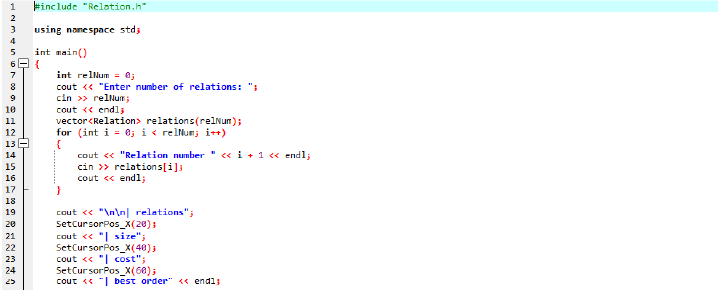 1 #include "Relation.h"
2
3 using namespace std;
4
5 int main()
6 {
7 int relNum = 0;
8 cout << "Enter number of relations: ";
9 cin >> relNum;
10 cout << endl;
11 vector<Relation> relations(relNum);
12 for (int i = 0; i < relNum; i++)
13 {
14 cout << "Relation number " << i + 1 << endl;
15 cin >> relations[i];
16 cout << endl;
17 }
18
19 cout << "\n\n| relations";
20 SetCursorPos_X(20);
21 cout << "| size";
22 SetCursorPos_X(40);
23 cout << "| cost";
24 SetCursorPos_X(60);
25 cout << "| best order" << endl;